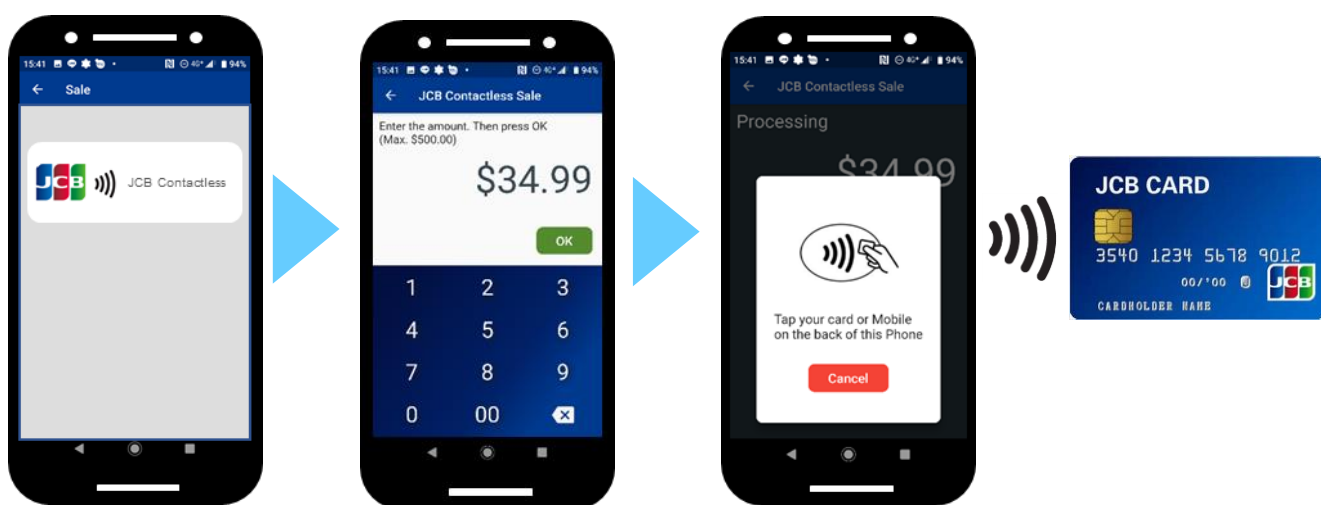 15:41
94%
Sale
JCB
JCB Contactless
15:41
94%
JCB Contactless Sale
Enter the amount. Then press OK
(Max. $500.00)
$34.99
OK
1 2 3
4 5 6
7 8 9
0 00
15:41
94%
JCB Contactless Sale
Processing
$34.99
Tap your card or Mobile
on the back of this Phone
Cancel
JCB CARD
3540 1234 5678 9012
00/'00
JCB
CARDHOLDER NAME